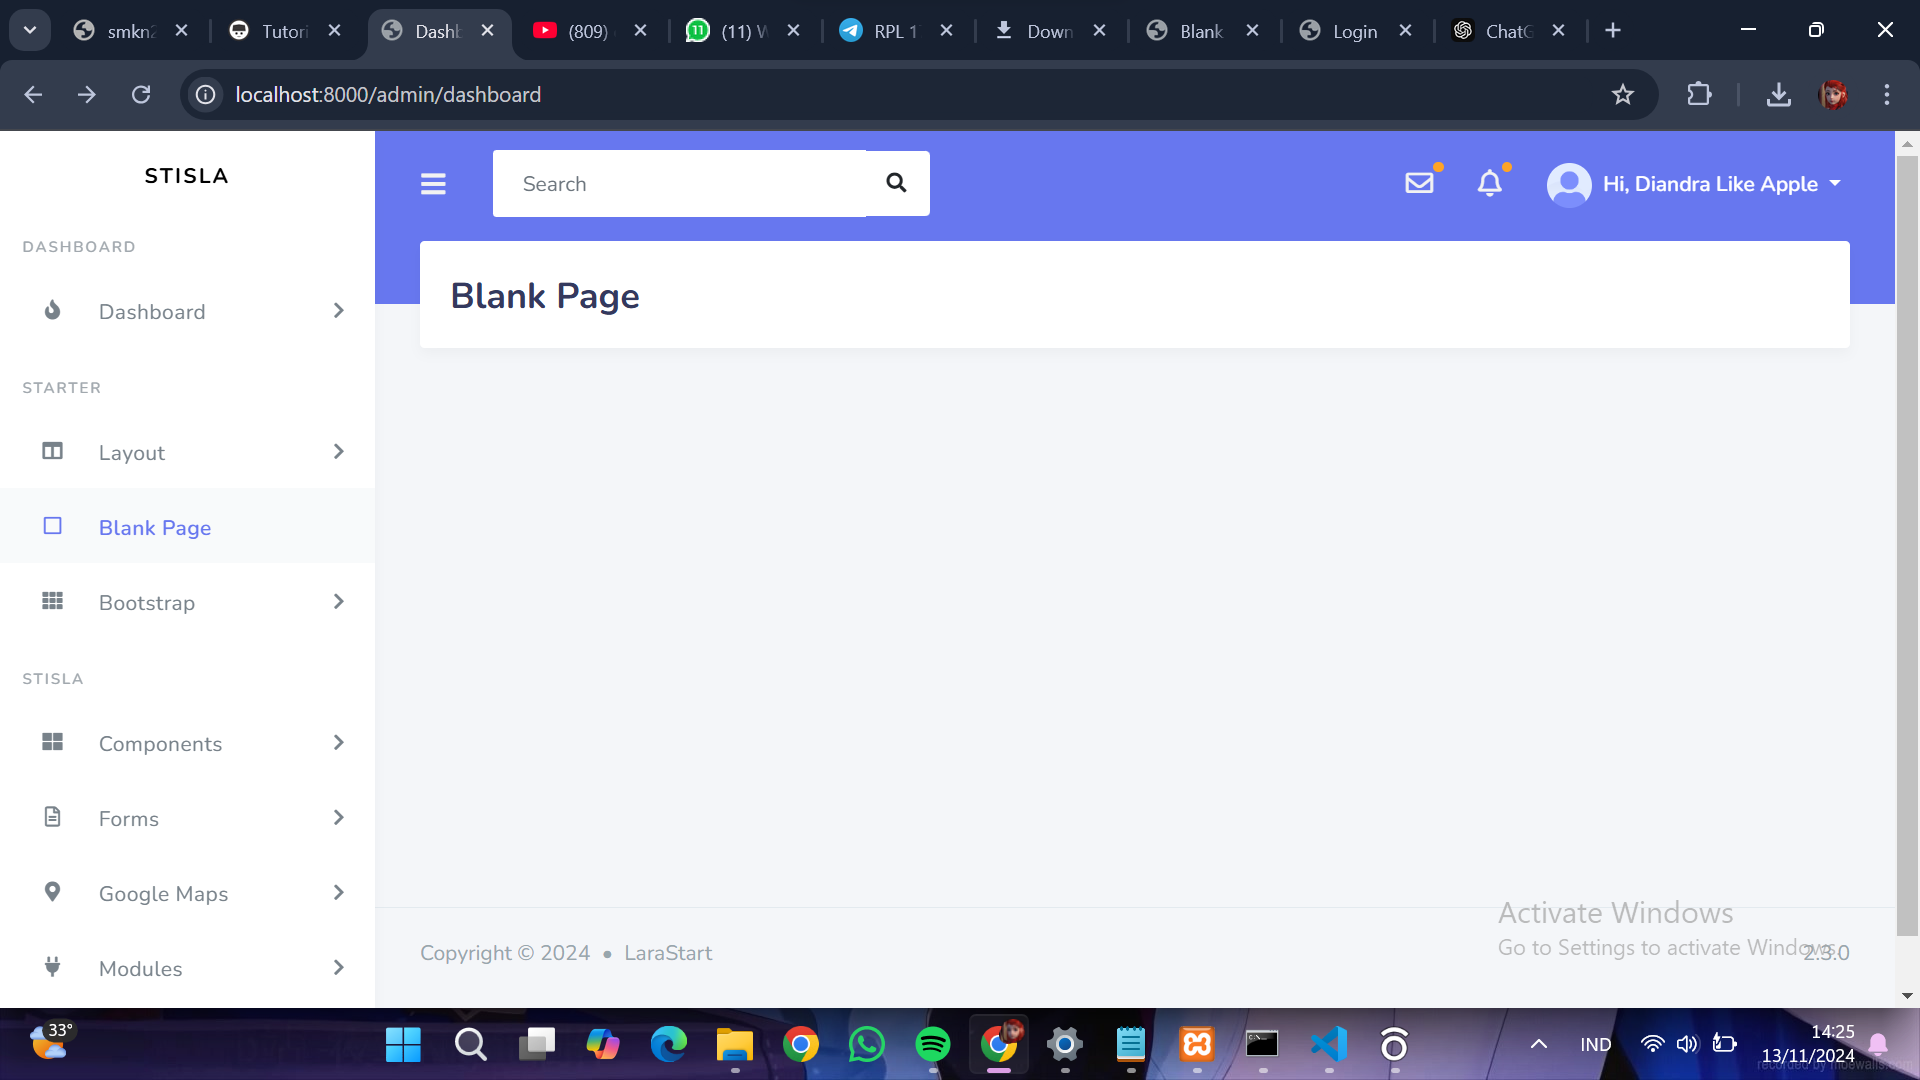 smkn2
Tutori
Dashb
(809)
(11) W
RPL 1
Down
Blank
Login
ChatG
localhost:8000/admin/dashboard
STISLA
Search
Hi, Diandra Like Apple
Blank Page
DASHBOARD
Dashboard
STARTER
Layout
Blank Page
Bootstrap
STISLA
Components
Forms
Google Maps
Modules
Copyright © 2024 • LaraStart
2.3.0
Activate Windows
Go to Settings to activate Windows.
33°
IND
14:25
13/11/2024
recorded by moewalls.com